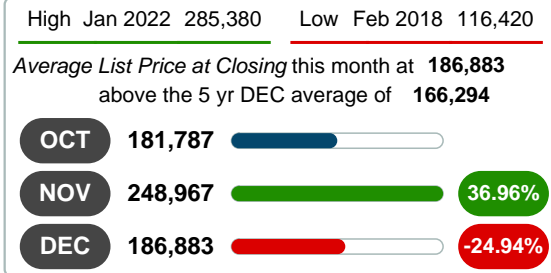 High Jan 2022 285,380 Low Feb 2018 116,420
Average List Price at Closing this month at 186,883
above the 5 yr DEC average of 166,294
OCT 181,787
NOV 248,967 36.96%
DEC 186,883 -24.94%